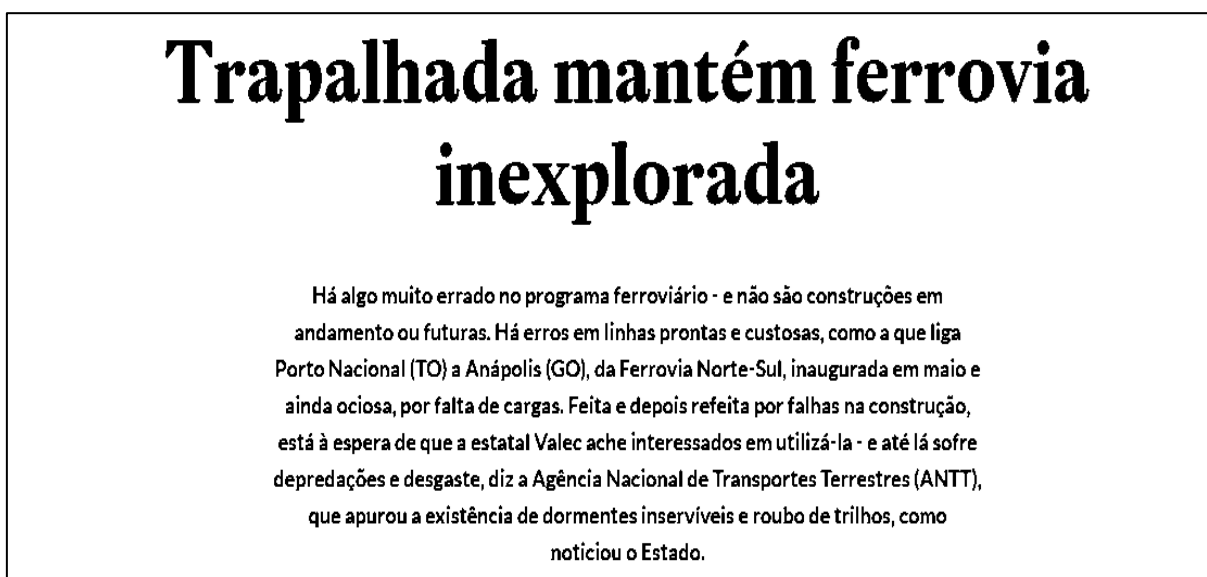 Trapalhada mantém ferrovia
inexplorada
Há algo muito errado no programa ferroviário - e não são construções em
andamento ou futuras. Há erros em linhas prontas e custosas, como a que liga
Porto Nacional (TO) a Anápolis (GO), da Ferrovia Norte-Sul, inaugurada em maio e
ainda ociosa, por falta de cargas. Feita e depois refeita por falhas na construção,
está à espera de que a estatal Valec ache interessados em utilizá-la - e até lá sofre
depredações e desgaste, diz a Agência Nacional de Transportes Terrestres (ANTT),
que apurou a existência de dormentes inservíveis e roubo de trilhos, como
noticiou o Estado.